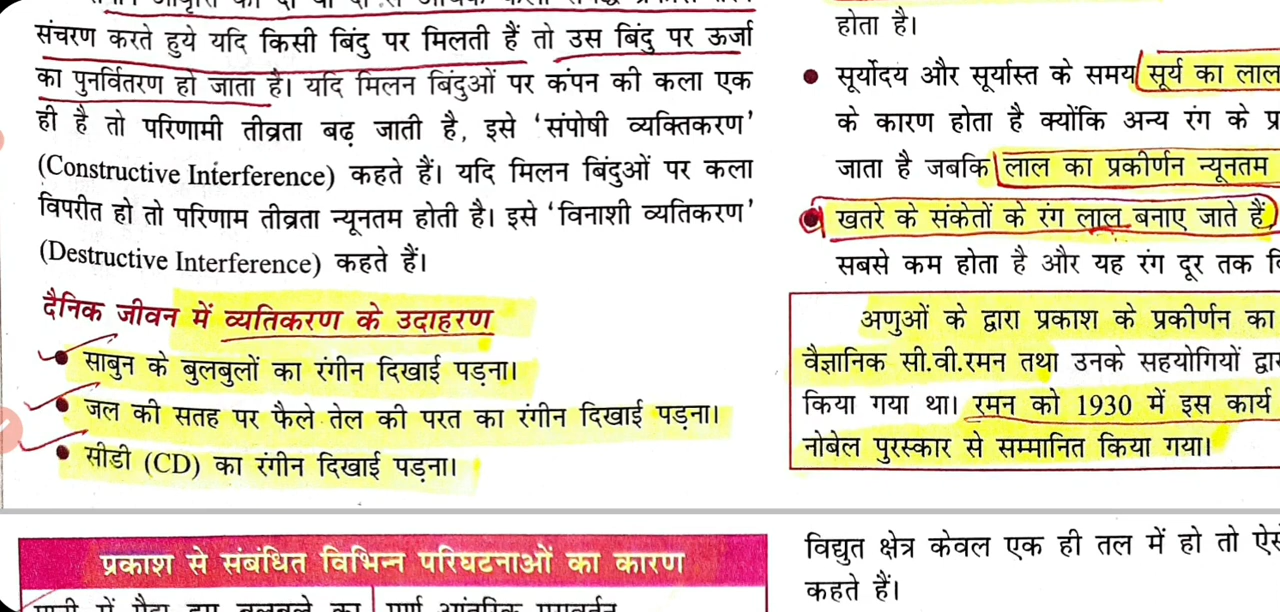 संचरण करते हुये यदि किसी बिंदु पर मिलती हैं तो उस बिंदु पर ऊर्जा
का पुनर्वितरण हो जाता है। यदि मिलन बिंदुओं पर कंपन की कला एक
ही है तो परिणामी तीव्रता बढ़ जाती है, इसे ‘संपोषी व्यक्तिकरण’
(Constructive Interference) कहते हैं। यदि मिलन बिंदुओं पर कला
विपरीत हो तो परिणाम तीव्रता न्यूनतम होती है। इसे ‘विनाशी व्यतिकरण’
(Destructive Interference) कहते हैं।
दैनिक जीवन में व्यतिकरण के उदाहरण
• साबुन के बुलबुलों का रंगीन दिखाई पड़ना।
• जल की सतह पर फैले तेल की परत का रंगीन दिखाई पड़ना।
• सीडी (CD) का रंगीन दिखाई पड़ना।
प्रकाश से संबंधित विभिन्न परिघटनाओं का कारण
होता है।
• सूर्योदय और सूर्यास्त के समय सूर्य का लाल
के कारण होता है क्योंकि अन्य रंग के
जाता है जबकि लाल का प्रकीर्णन न्यूनतम
• खतरे के संकेतों के रंग लाल बनाए जाते हैं
सबसे कम होता है और यह रंग दूर तक
अणुओं के द्वारा प्रकाश के प्रकीर्णन का
वैज्ञानिक सी.वी.रमन तथा उनके सहयोगियों
किया गया था। रमन को 1930 में इस कार्य
नोबेल पुरस्कार से सम्मानित किया गया।
विद्युत क्षेत्र केवल एक ही तल में हो तो
कहते हैं।